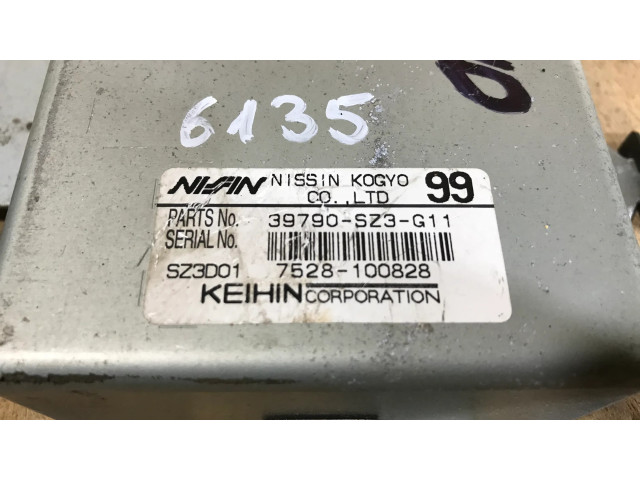 6135
NISSIN NISSIN KOGYO CO.,LTD 99
PARTS No. 39790-SZ3-G11
SERIAL No.
SZ3D01 7528-100828
KEIHIN CORPORATION